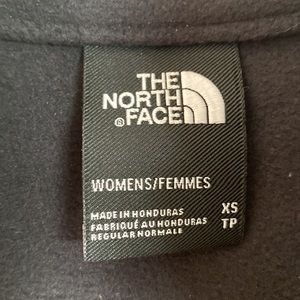 THE
NORTH
FACE
WOMENS/FEMMES
MADE IN HONDURAS XS
FABRIQUÉ AU HONDURAS TP
REGULAR NORMALE